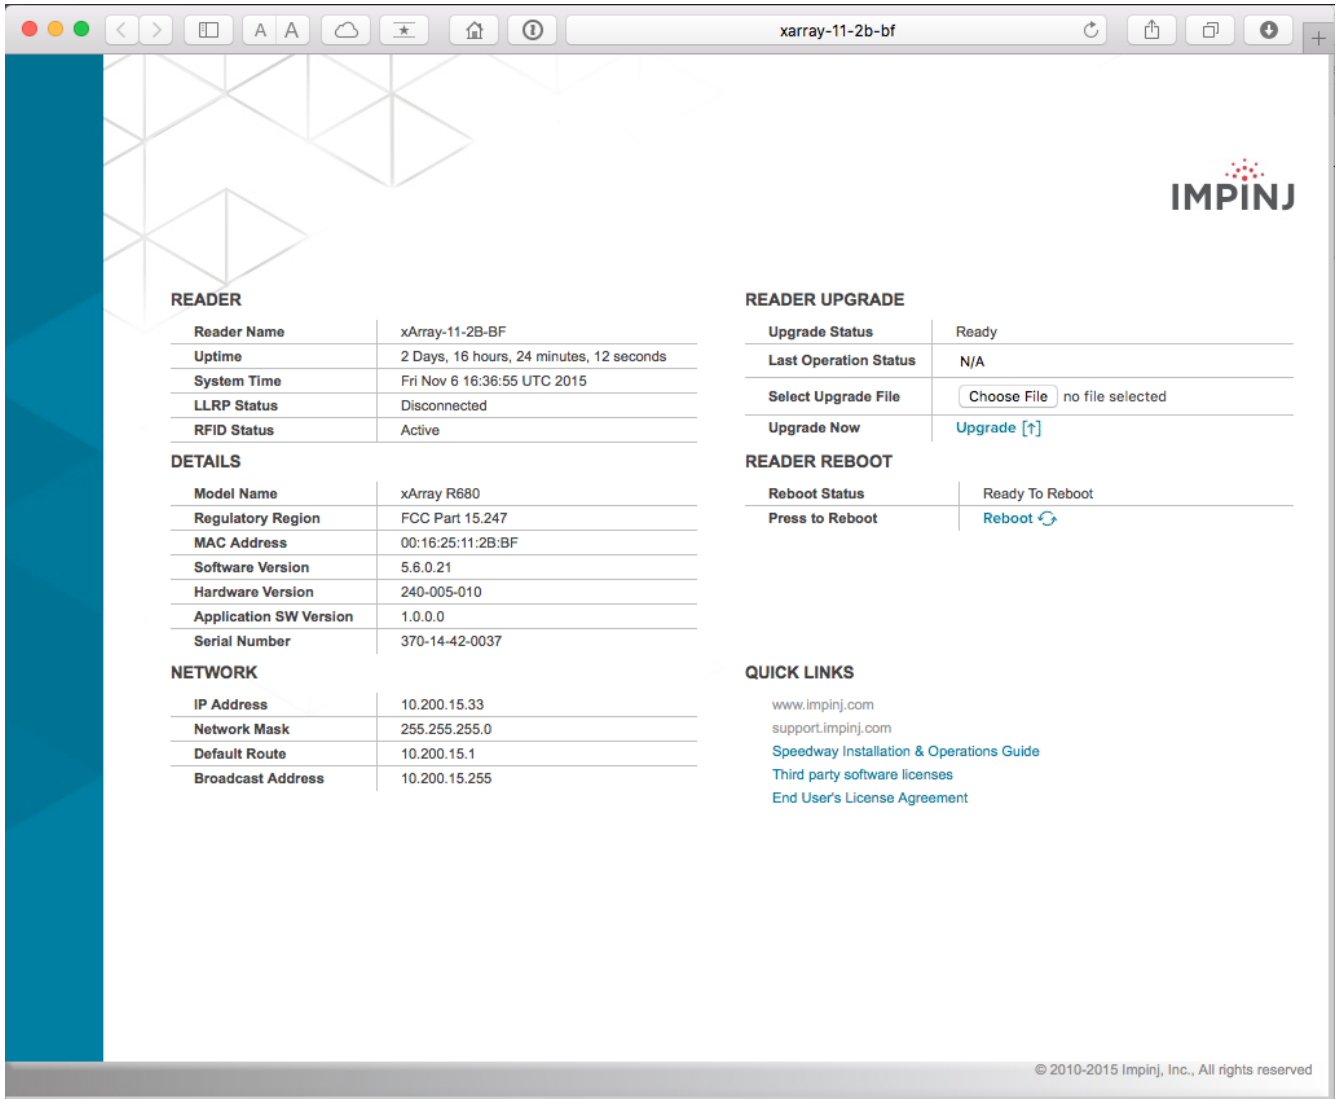 A A
xarray-11-2b-bf
IMPINJ
READER
Reader Name xArray-11-2B-BF
Uptime 2 Days, 16 hours, 24 minutes, 12 seconds
System Time Fri Nov 6 16:36:55 UTC 2015
LLRP Status Disconnected
RFID Status Active
DETAILS
Model Name xArray R680
Regulatory Region FCC Part 15.247
MAC Address 00:16:25:11:2B:BF
Software Version 5.6.0.21
Hardware Version 240-005-010
Application SW Version 1.0.0.0
Serial Number 370-14-42-0037
NETWORK
IP Address 10.200.15.33
Network Mask 255.255.255.0
Default Route 10.200.15.1
Broadcast Address 10.200.15.255
READER UPGRADE
Upgrade Status Ready
Last Operation Status N/A
Select Upgrade File Choose File no file selected
Upgrade Now Upgrade [↑]
READER REBOOT
Reboot Status Ready To Reboot
Press to Reboot Reboot
QUICK LINKS
www.impinj.com
support.impinj.com
Speedway Installation & Operations Guide
Third party software licenses
End User's License Agreement
© 2010-2015 Impinj, Inc., All rights reserved